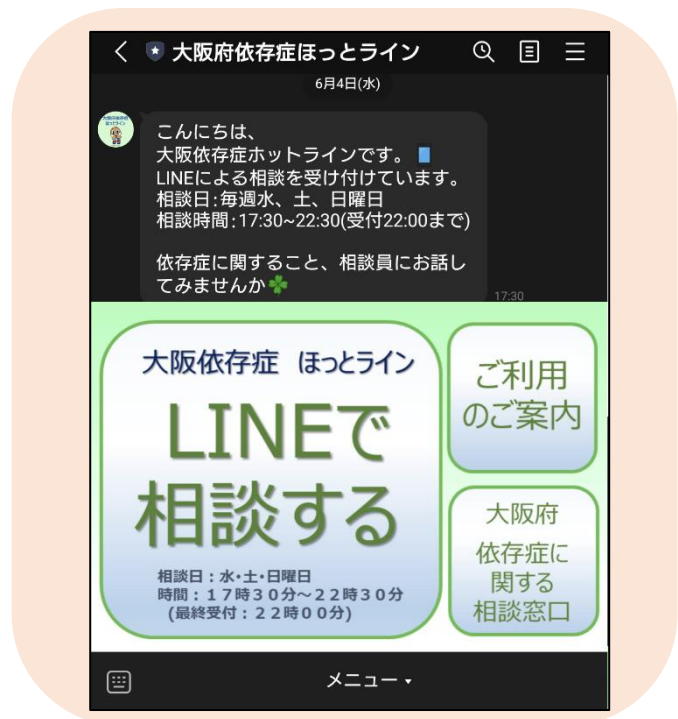 大阪府依存症ほっとライン
6月4日(水)
こんにちは、
大阪依存症ホットラインです。
LINEによる相談を受け付けています。
相談日:毎週水、土、日曜日
相談時間:17:30~22:30(受付22:00まで)
依存症に関すること、相談員にお話し
てみませんか🍀
17:30
大阪依存症 ほっとライン
LINEで
相談する
相談日:水・土・日曜日
時間:17時30分~22時30分
(最終受付:22時00分)
ご利用
のご案内
大阪府
依存症に
関する
相談窓口
メニュー▼